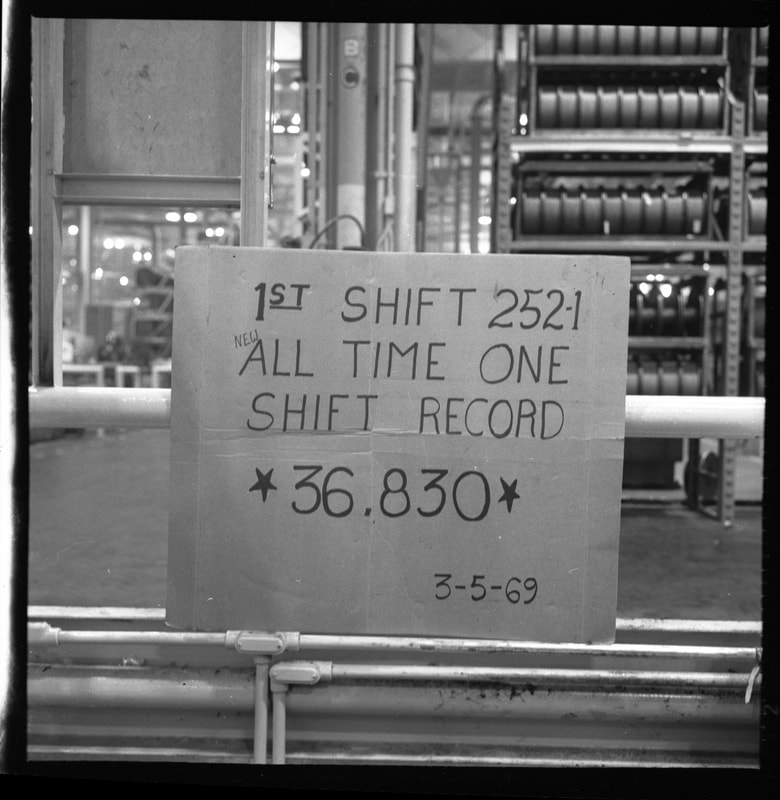 B
C
1ST SHIFT 252-1
NEW
ALL TIME ONE
SHIFT RECORD
★36.830★
3-5-69